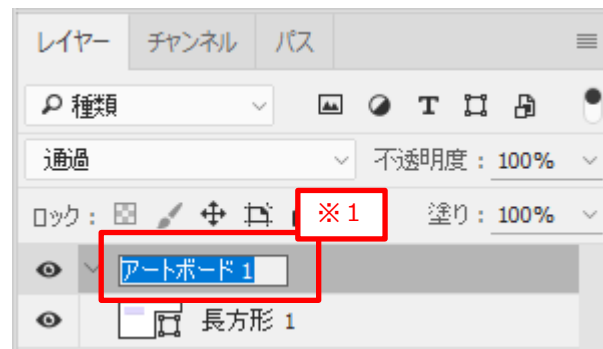 レイヤー チャンネル パス
種類 T
通過 不透明度： 100%
ロック： ※1 塗り： 100%
アートボード 1
長方形 1